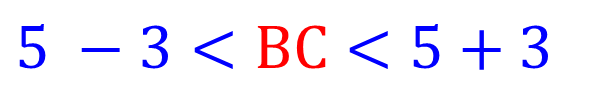 5 − 3 < BC < 5 + 3